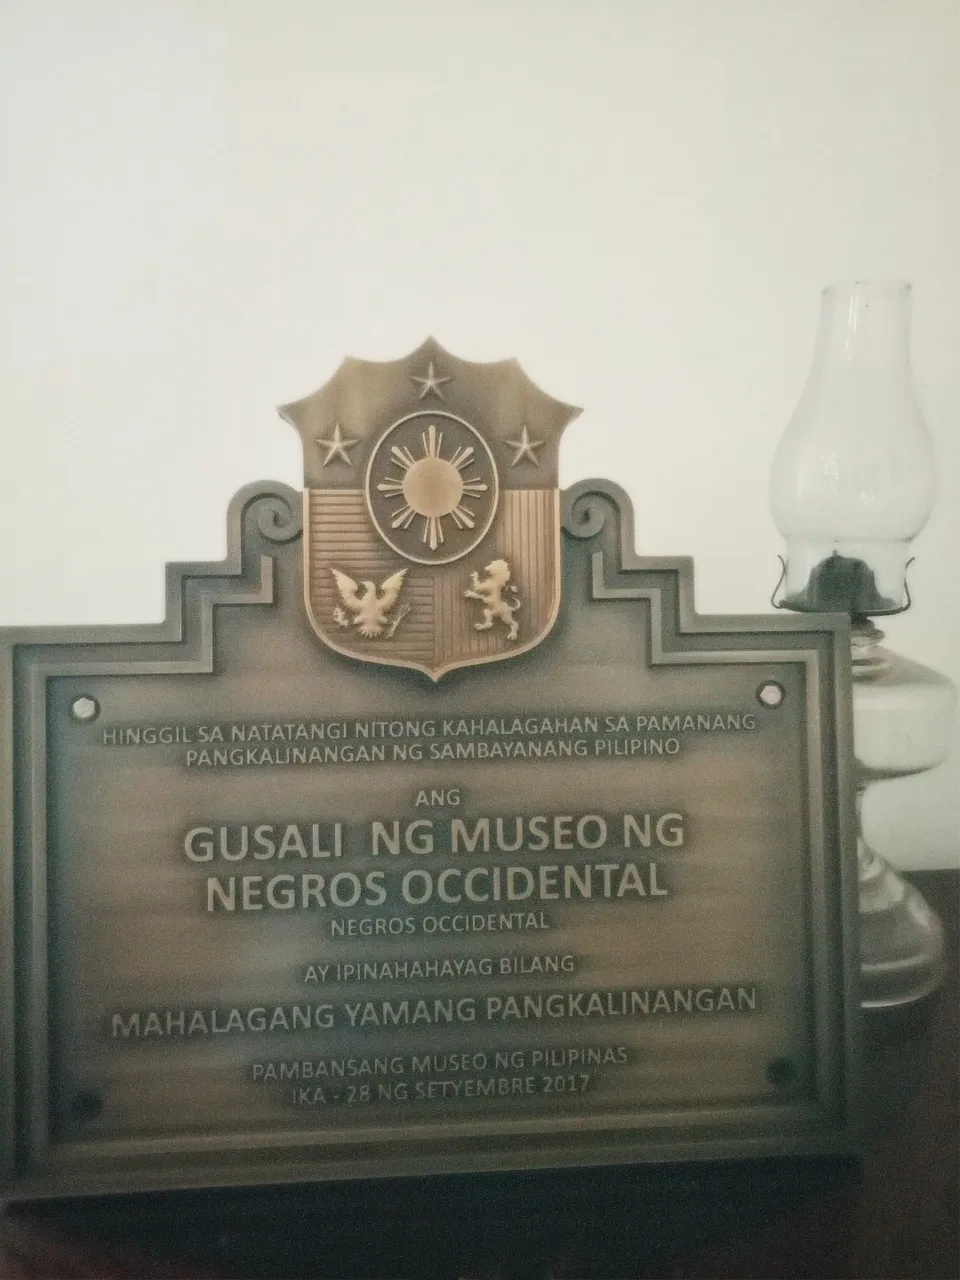 HINGGIL SA NATATANGI NITONG KAHALAGAHAN SA PAMANANG
PANGKALINANGAN NG SAMBAYANANG PILIPINO
ANG
GUSALI NG MUSEO NG
NEGROS OCCIDENTAL
NEGROS OCCIDENTAL
AY IPINAHAHAYAG BILANG
MAHALAGANG YAMANG PANGKALINANGAN
PAMBANSANG MUSEO NG PILIPINAS
IKA - 28 NG SETYEMBRE 2017